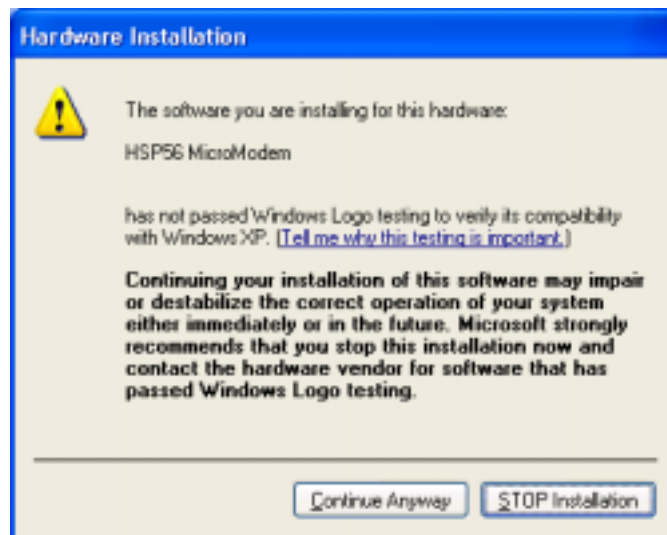 Hardware Installation
The software you are installing for this hardware:
HSP56 MicroModem
has not passed Windows Logo testing to verify its compatibility
with Windows XP. (Tell me why this testing is important.)
Continuing your installation of this software may impair
or destabilize the correct operation of your system
either immediately or in the future. Microsoft strongly
recommends that you stop this installation now and
contact the hardware vendor for software that has
passed Windows Logo testing.
Continue Anyway
STOP Installation